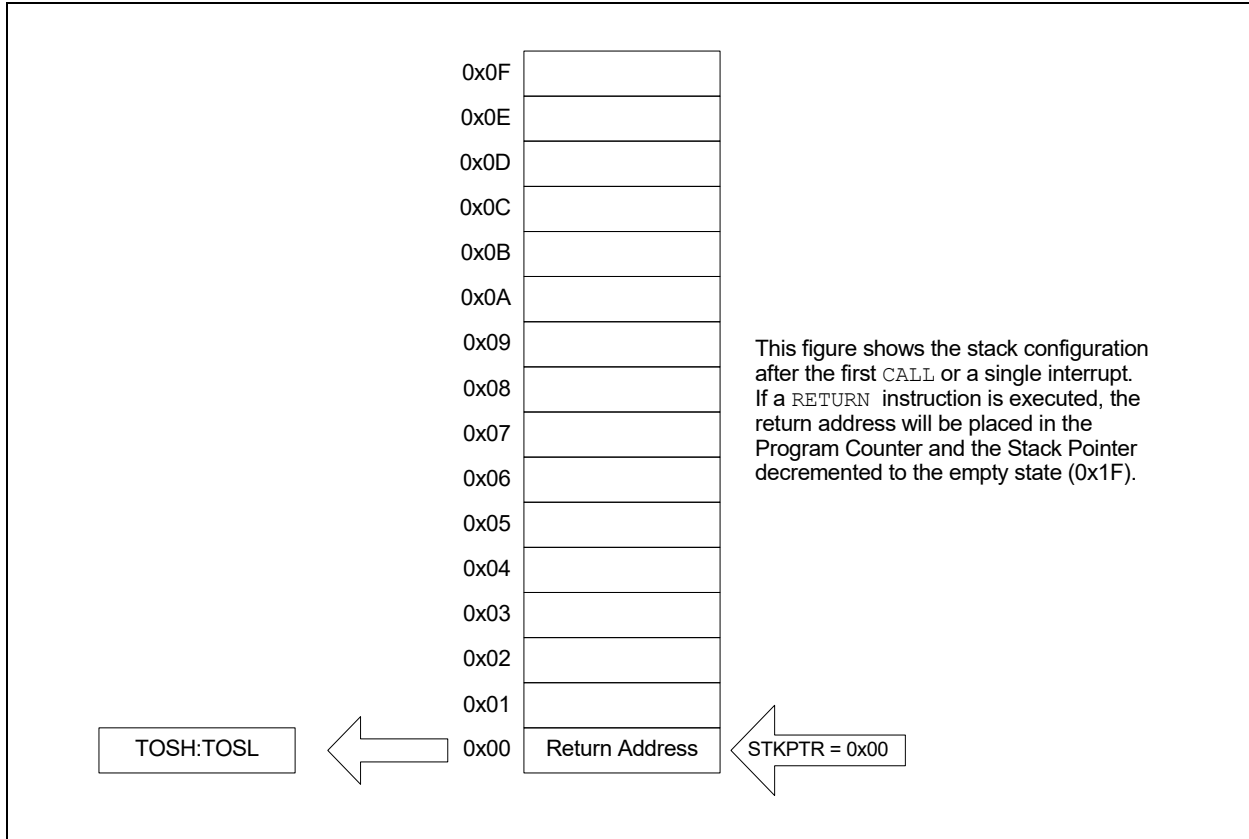 0x0F
0x0E
0x0D
0x0C
0x0B
0x0A
0x09
0x08
0x07
0x06
0x05
0x04
0x03
0x02
0x01
This figure shows the stack configuration
after the first CALL or a single interrupt.
If a RETURN instruction is executed, the
return address will be placed in the
Program Counter and the Stack Pointer
decremented to the empty state (0x1F).
TOSH:TOSL 0x00 Return Address STKPTR = 0x00